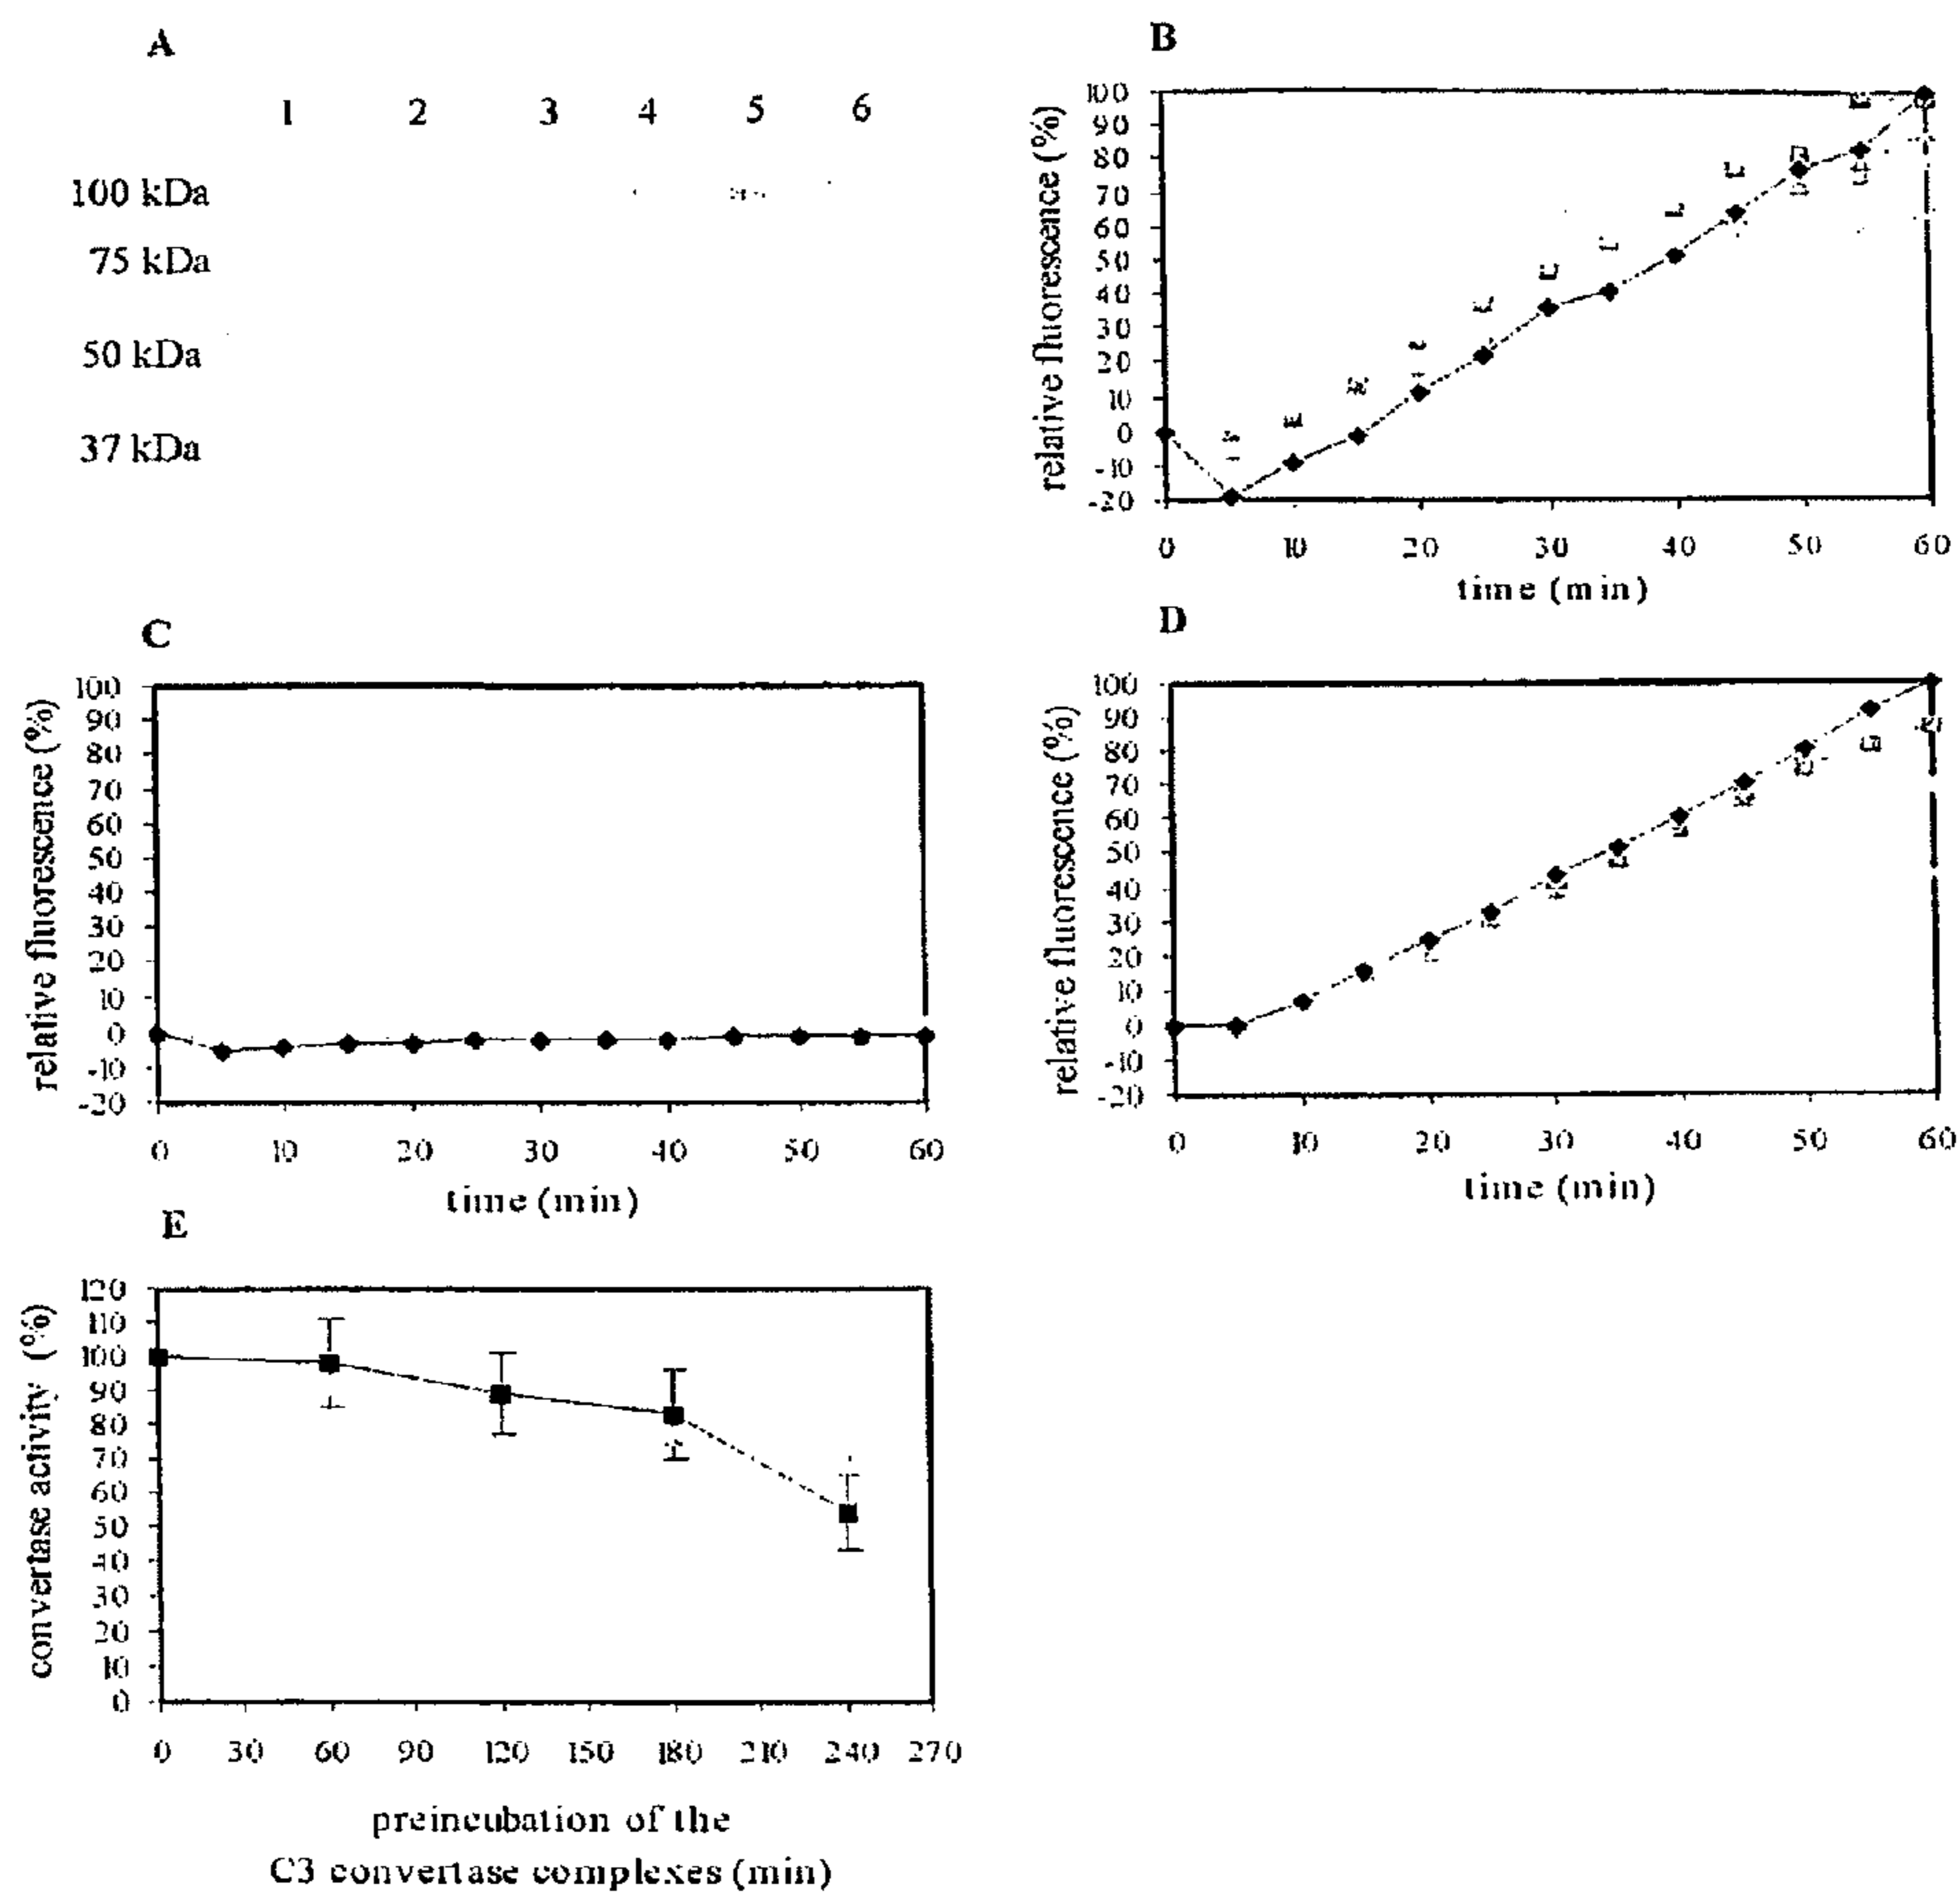 A
1 2 3 4 5 6
100 kDa
75 kDa
50 kDa
37 kDa
B
relative fluorescence (%)
100
90
80
70
60
50
40
30
20
10
0
-10
-20
0 10 20 30 40 50 60
time (min)
C
relative fluorescence (%)
100
90
80
70
60
50
40
30
20
10
0
-10
-20
0 10 20 30 40 50 60
time (min)
D
relative fluorescence (%)
100
90
80
70
60
50
40
30
20
10
0
-10
-20
0 10 20 30 40 50 60
time (min)
E
convertase activity (%)
120
110
100
90
80
70
60
50
40
30
20
10
0
0 30 60 90 120 150 180 210 240 270
preincubation of the
C3 convertase complexes (min)